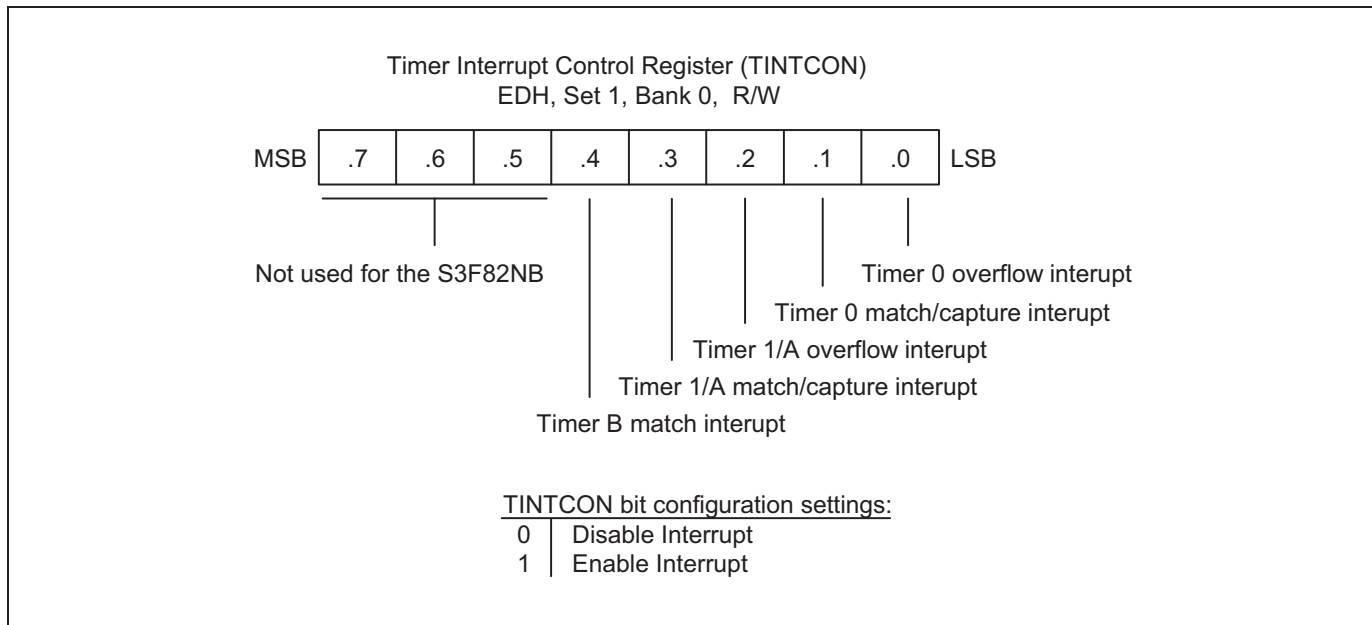 Timer Interrupt Control Register (TINTCON)
EDH, Set 1, Bank 0, R/W
MSB .7 .6 .5 .4 .3 .2 .1 .0 LSB
Not used for the S3F82NB
Timer 0 overflow interupt
Timer 0 match/capture interupt
Timer 1/A overflow interupt
Timer 1/A match/capture interupt
Timer B match interupt
TINTCON bit configuration settings:
0 Disable Interrupt
1 Enable Interrupt